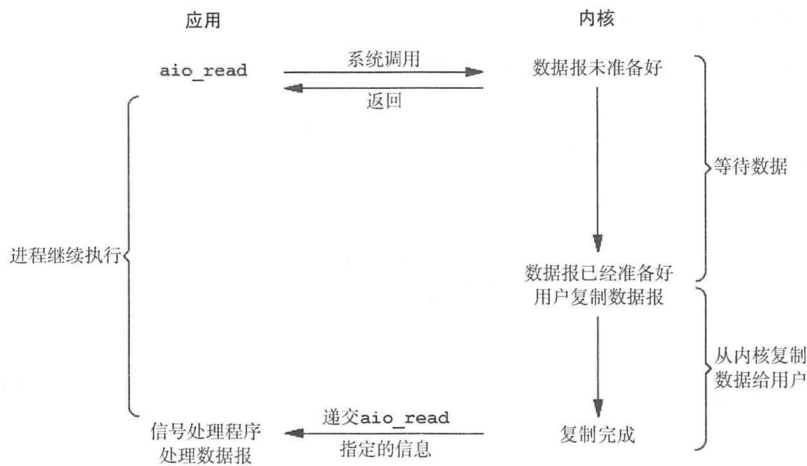 应用
内核
aio_read
系统调用
数据报未准备好
返回
等待数据
进程继续执行
数据报已经准备好
用户复制数据报
从内核复制
数据给用户
递交aio_read
信号处理程序
指定的信息
复制完成
处理数据报